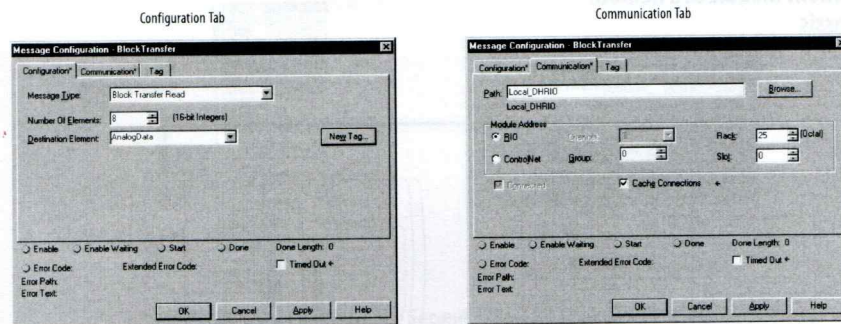 Configuration Tab
Message Configuration - BlockTransfer
Configuration* Communication* Tag
Message Type: Block Transfer Read
Number Of Elements: 8 (16-bit Integers)
Destination Element: AnalogData New Tag...
Enable Enable Waiting Start Done Done Length: 0
Error Code: Extended Error Code: Timed Out
Error Path:
Error Text:
OK Cancel Apply Help
Communication Tab
Message Configuration - BlockTransfer
Configuration* Communication* Tag
Path: Local_DHRIO Browse...
Local_DHRIO
Module Address
RIO Channel: Rack: 25 (Octal)
ControlNet Group: 0 Slot: 0
Connected Cache Connections
Enable Enable Waiting Start Done Done Length: 0
Error Code: Extended Error Code: Timed Out
Error Path:
Error Text:
OK Cancel Apply Help